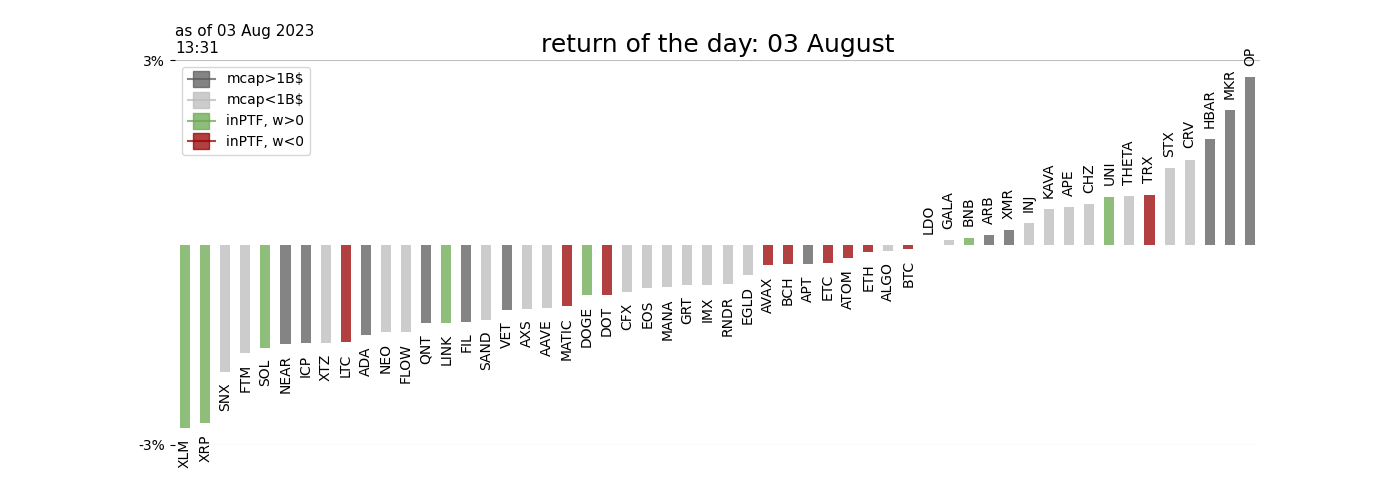 as of 03 Aug 2023
13:31
return of the day: 03 August
3%
mcap>1B$
mcap<1B$
inPTF, w>0
inPTF, w<0
-3%
XLM
XRP
SNX
FTM
SOL
NEAR
ICP
XTZ
LTC
ADA
NEO
FLOW
QNT
LINK
FIL
SAND
VET
AXS
AAVE
MATIC
DOGE
DOT
CFX
EOS
MANA
GRT
IMX
RNDR
EGLD
AVAX
BCH
APT
ETC
ATOM
ETH
ALGO
BTC
LDO
GALA
BNB
ARB
XMR
INJ
KAVA
APE
CHZ
UNI
THETA
TRX
STX
CRV
HBAR
MKR
OP